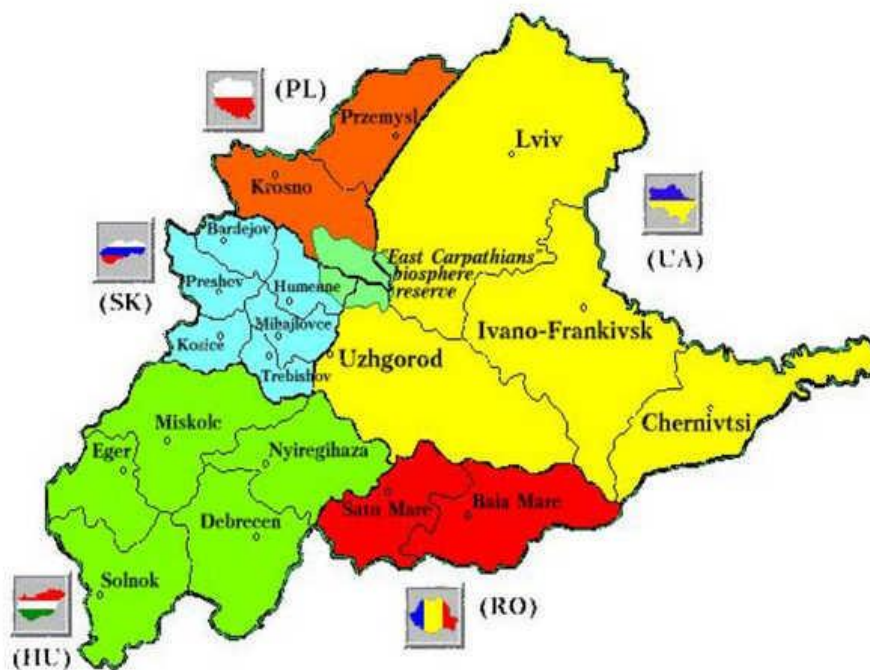 (PL)
Przemysl
Lviv
Krosno
(UA)
Bardejov
"East Carpathians"
biosphere
reserve
Preshov
Humenne
(SK)
Mihajlovce
Ivano-Frankivsk
Kosice
Uzhgorod
Trebishov
Chernivtsi
Miskolc
Eger
Nyiregihaza
Satu Mare
Baia Mare
Debrecen
Solnok
(RO)
(HU)